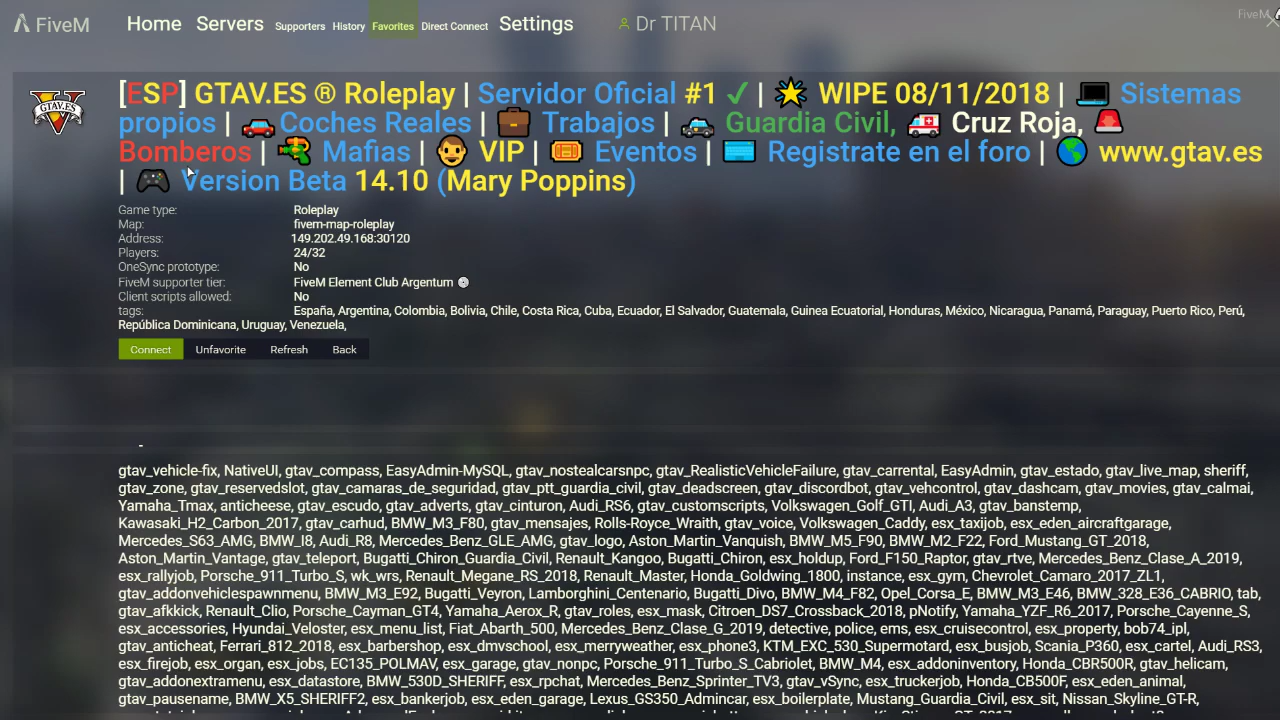 FiveM
Home Servers Supporters History Favorites Direct Connect Settings Dr TITAN
FiveM
GTAV.ES
[ESP] GTAV.ES ® Roleplay | Servidor Oficial #1 ✓ | 🌟 WIPE 08/11/2018 | 💻 Sistemas
propios | 🚗 Coches Reales | 💼 Trabajos | 🚓 Guardia Civil, 🚑 Cruz Roja, 🚨
Bomberos | 🔫 Mafias | 👨 VIP | 🎟 Eventos | Registrate en el foro | 🌎 www.gtav.es
| 🎮 Version Beta 14.10 (Mary Poppins)
Game type: Roleplay
Map: fivem-map-roleplay
Address: 149.202.49.168:30120
Players: 24/32
OneSync prototype: No
FiveM supporter tier: FiveM Element Club Argentum
Client scripts allowed: No
tags: España, Argentina, Colombia, Bolivia, Chile, Costa Rica, Cuba, Ecuador, El Salvador, Guatemala, Guinea Ecuatorial, Honduras, México, Nicaragua, Panamá, Paraguay, Puerto Rico, Perú,
República Dominicana, Uruguay, Venezuela,
Connect Unfavorite Refresh Back
-
gtav_vehicle-fix, NativeUI, gtav_compass, EasyAdmin-MySQL, gtav_nostealcarsnpc, gtav_RealisticVehicleFailure, gtav_carrental, EasyAdmin, gtav_estado, gtav_live_map, sheriff,
gtav_zone, gtav_reservedslot, gtav_camaras_de_seguridad, gtav_ptt_guardia_civil, gtav_deadscreen, gtav_discordbot, gtav_vehcontrol, gtav_dashcam, gtav_movies, gtav_calmai,
Yamaha_Tmax, anticheese, gtav_escudo, gtav_adverts, gtav_cinturon, Audi_RS6, gtav_customscripts, Volkswagen_Golf_GTI, Audi_A3, gtav_banstemp,
Kawasaki_H2_Carbon_2017, gtav_carhud, BMW_M3_F80, gtav_mensajes, Rolls-Royce_Wraith, gtav_voice, Volkswagen_Caddy, esx_taxijob, esx_eden_aircraftgarage,
Mercedes_S63_AMG, BMW_I8, Audi_R8, Mercedes_Benz_GLE_AMG, gtav_logo, Aston_Martin_Vanquish, BMW_M5_F90, BMW_M2_F22, Ford_Mustang_GT_2018,
Aston_Martin_Vantage, gtav_teleport, Bugatti_Chiron_Guardia_Civil, Renault_Kangoo, Bugatti_Chiron, esx_holdup, Ford_F150_Raptor, gtav_rtve, Mercedes_Benz_Clase_A_2019,
esx_rallyjob, Porsche_911_Turbo_S, wk_wrs, Renault_Megane_RS_2018, Renault_Master, Honda_Goldwing_1800, instance, esx_gym, Chevrolet_Camaro_2017_ZL1,
gtav_addonvehiclespawnmenu, BMW_M3_E92, Bugatti_Veyron, Lamborghini_Centenario, Bugatti_Divo, BMW_M4_F82, Opel_Corsa_E, BMW_M3_E46, BMW_328_E36_CABRIO, tab,
gtav_afkkick, Renault_Clio, Porsche_Cayman_GT4, Yamaha_Aerox_R, gtav_roles, esx_mask, Citroen_DS7_Crossback_2018, pNotify, Yamaha_YZF_R6_2017, Porsche_Cayenne_S,
esx_accessories, Hyundai_Veloster, esx_menu_list, Fiat_Abarth_500, Mercedes_Benz_Clase_G_2019, detective, police, ems, esx_cruisecontrol, esx_property, bob74_ipl,
gtav_anticheat, Ferrari_812_2018, esx_barbershop, esx_dmvschool, esx_merryweather, esx_phone3, KTM_EXC_530_Supermotard, esx_busjob, Scania_P360, esx_cartel, Audi_RS3,
esx_firejob, esx_organ, esx_jobs, EC135_POLMAV, esx_garage, gtav_nonpc, Porsche_911_Turbo_S_Cabriolet, BMW_M4, esx_addoninventory, Honda_CBR500R, gtav_helicam,
gtav_addonextramenu, esx_datastore, BMW_530D_SHERIFF, esx_rpchat, Mercedes_Benz_Sprinter_TV3, gtav_vSync, esx_truckerjob, Honda_CB500F, esx_eden_animal,
gtav_pausename, BMW_X5_SHERIFF2, esx_bankerjob, esx_eden_garage, Lexus_GS350_Admincar, esx_boilerplate, Mustang_Guardia_Civil, esx_sit, Nissan_Skyline_GT-R,